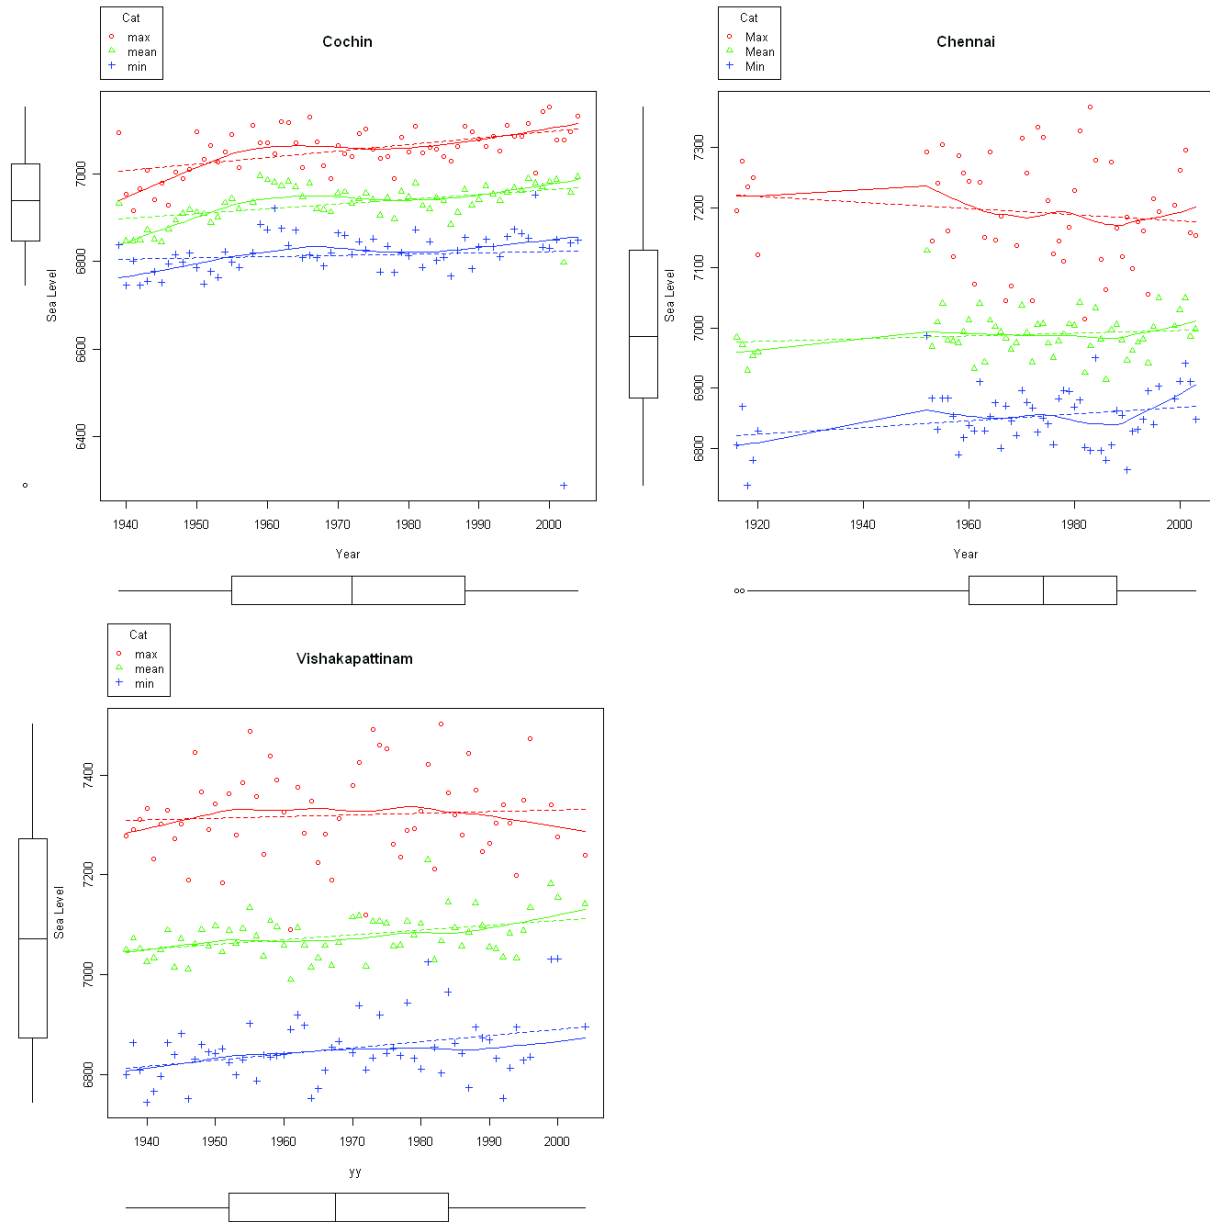 Cat
max
mean
min
Cochin
7000
6800
6600
6400
Sea Level
1940 1950 1960 1970 1980 1990 2000
Year
Cat
Max
Mean
Min
Chennai
7300
7200
7100
7000
6900
6800
Sea Level
1920 1940 1960 1980 2000
Year
Cat
max
mean
min
Vishakapattinam
7400
7200
7000
6800
Sea Level
1940 1950 1960 1970 1980 1990 2000
yy